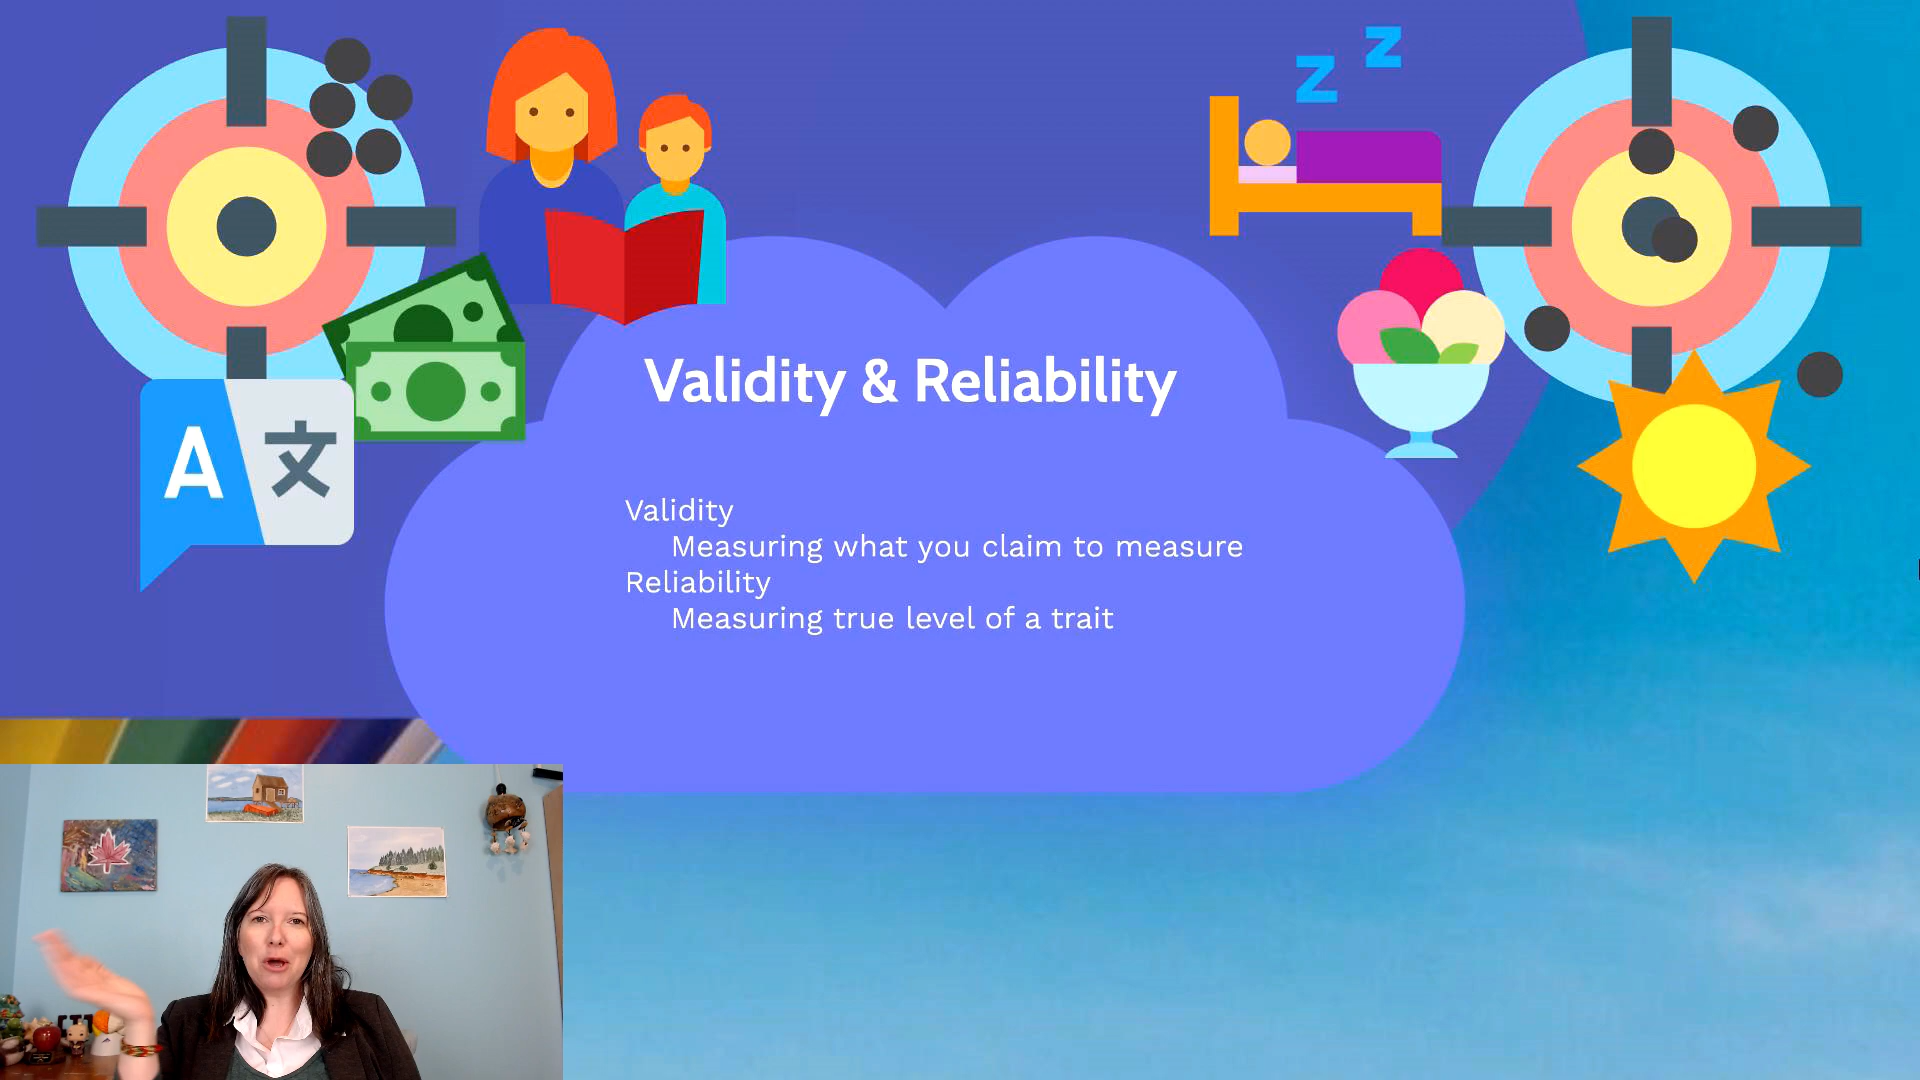 Z
Z
Validity & Reliability
A 文
Validity
Measuring what you claim to measure
Reliability
Measuring true level of a trait